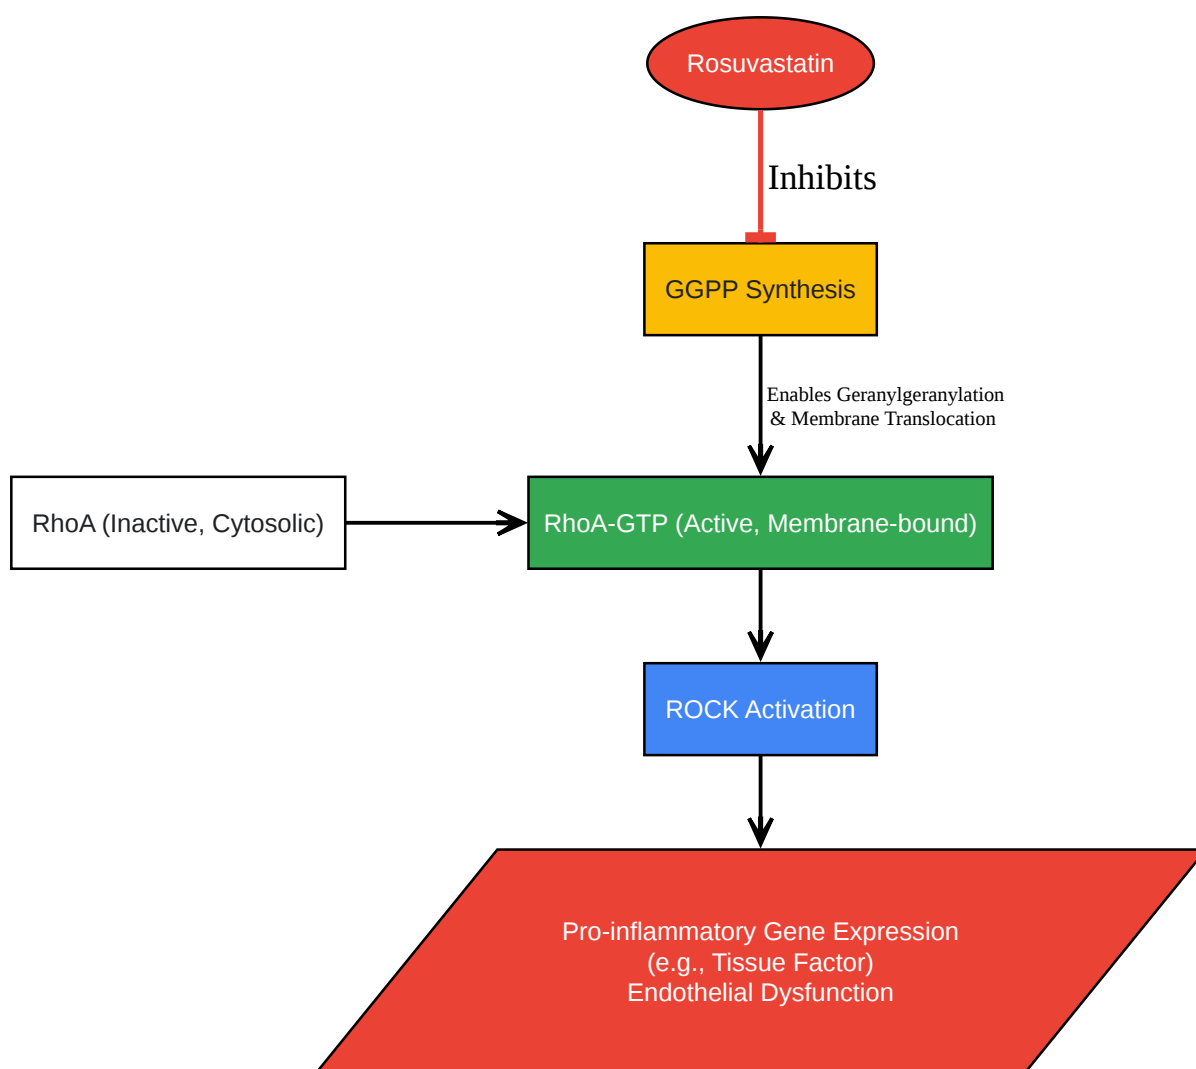 Rosuvastatin
Inhibits
GGPP Synthesis
Enables Geranylgeranylation
& Membrane Translocation
RhoA (Inactive, Cytosolic)
RhoA-GTP (Active, Membrane-bound)
ROCK Activation
Pro-inflammatory Gene Expression
(e.g., Tissue Factor)
Endothelial Dysfunction